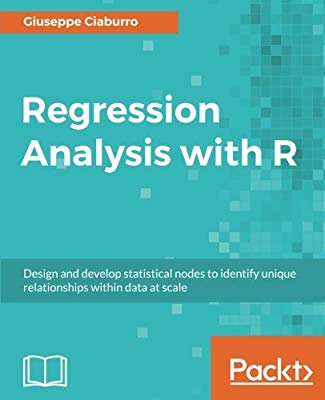 Giuseppe Ciaburro
Regression
Analysis with R
Design and develop statistical nodes to identify unique
relationships within data at scale
Packt>